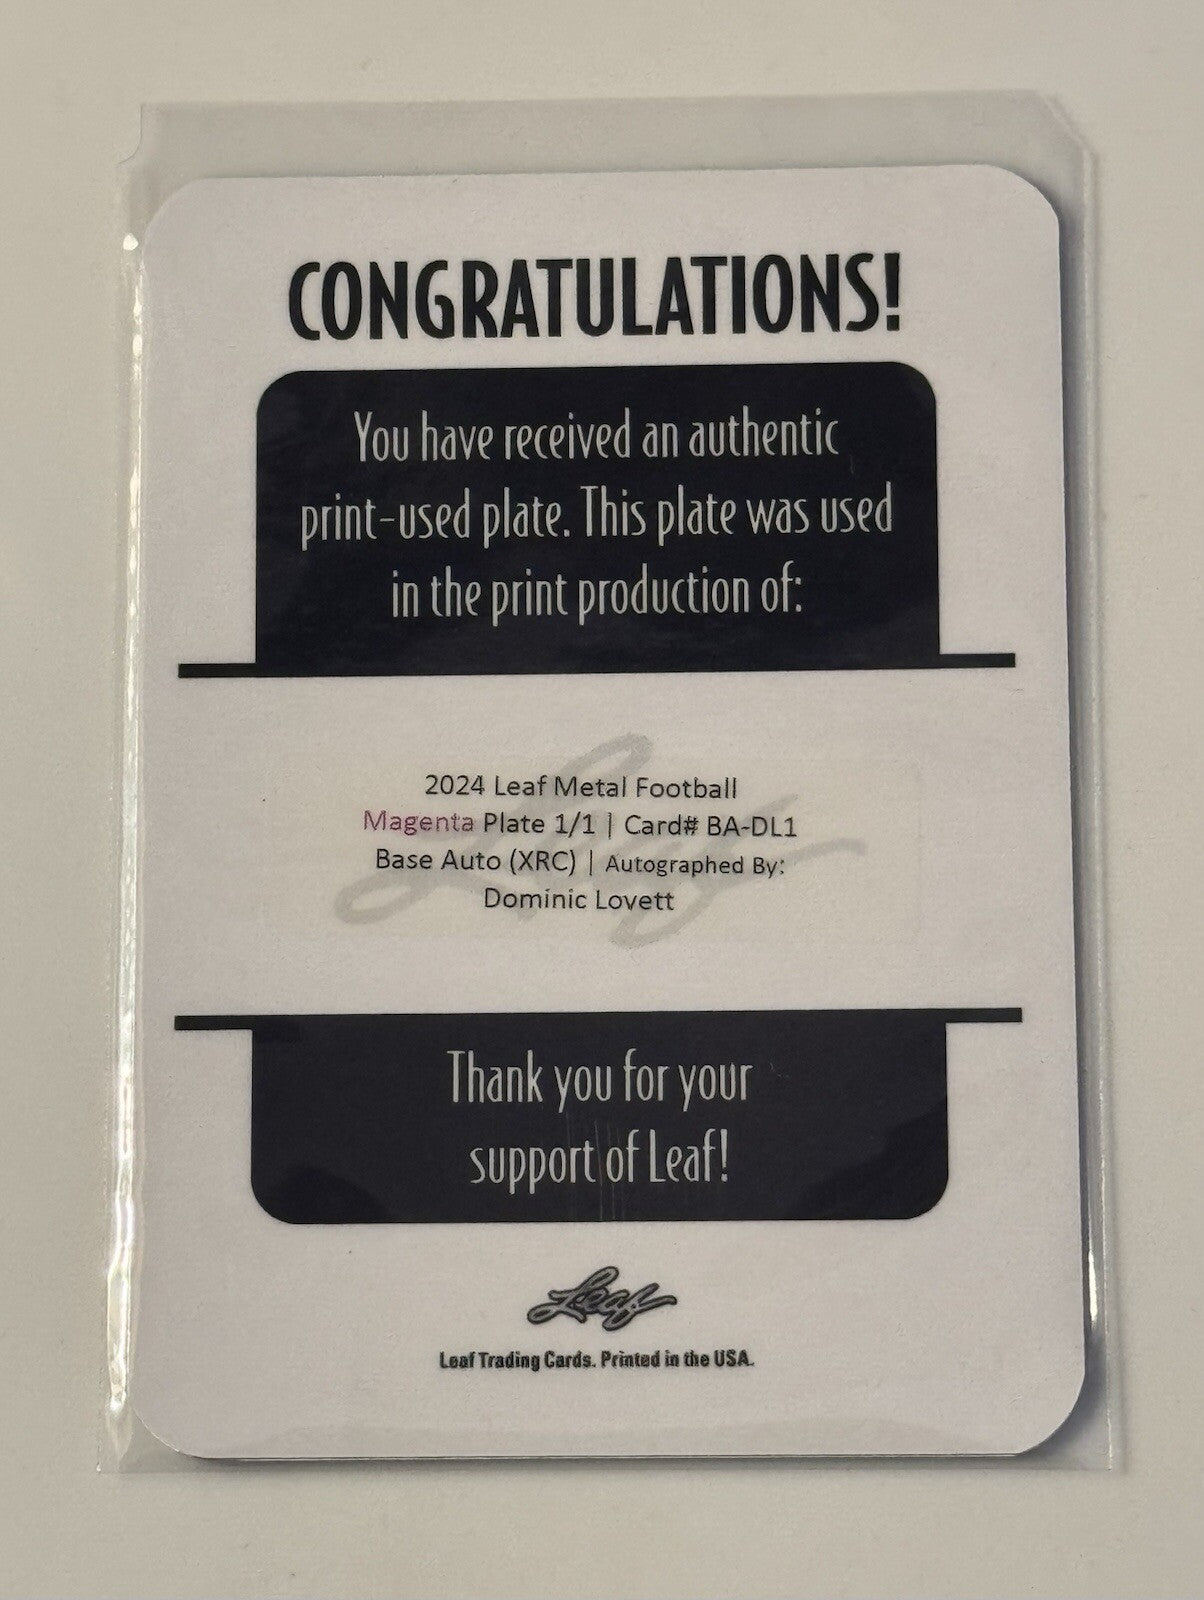 CONGRATULATIONS!
You have received an authentic
print-used plate. This plate was used
in the print production of:
2024 Leaf Metal Football
Magenta Plate 1/1 | Card# BA-DL1
Base Auto (XRC) | Autographed By:
Dominic Lovett
Leaf
Thank you for your
support of Leaf!
Leaf
Leaf Trading Cards. Printed in the USA.